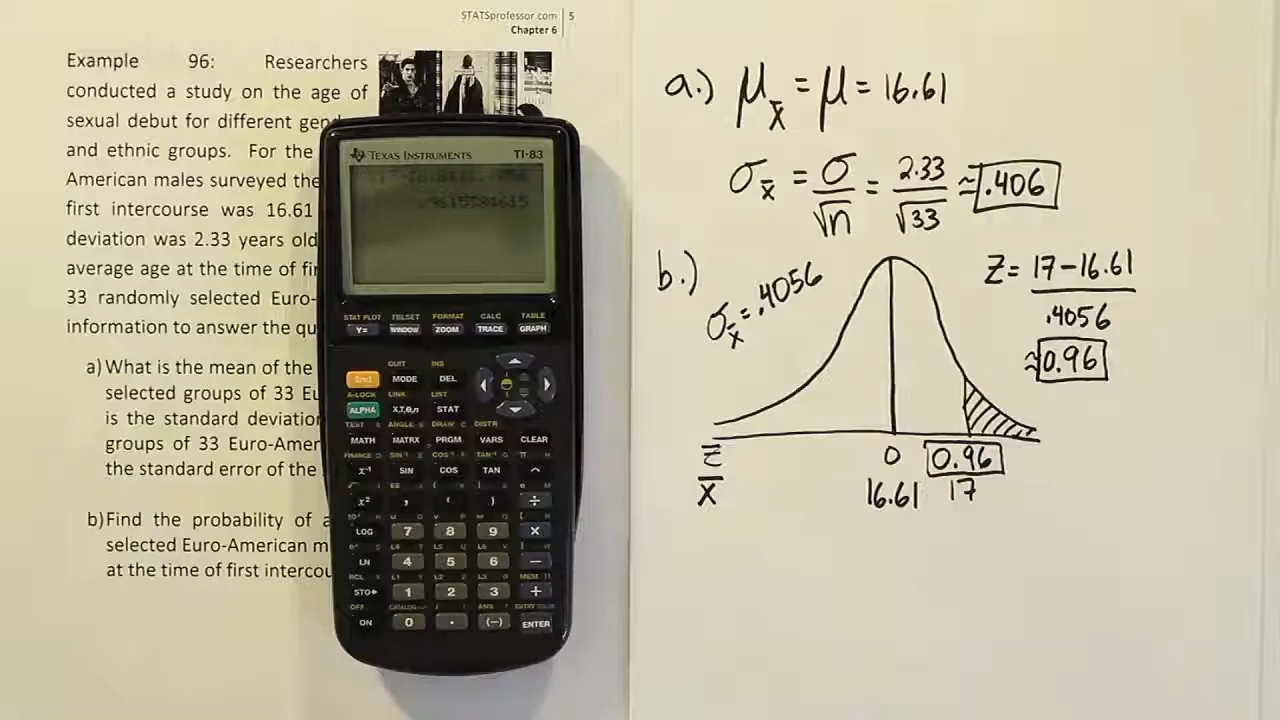 STATSprofessor.com 5
Chapter 6
Example 96: Researchers
conducted a study on the age of
sexual debut for different gen
and ethnic groups. For the
American males surveyed the
first intercourse was 16.61
deviation was 2.33 years old
average age at the time of fi
33 randomly selected Euro-
information to answer the qu
a) What is the mean of the
selected groups of 33 Eu
is the standard deviation
groups of 33 Euro-Amer
the standard error of the
b) Find the probability of a
selected Euro-American m
at the time of first intercou
TEXAS INSTRUMENTS TI-83
STAT PLOT TBLSET FORMAT CALC TABLE
Y= WINDOW ZOOM TRACE GRAPH
QUIT INS
2nd MODE DEL
A-LOCK LINK LIST
ALPHA X,T,θ,n STAT
TEST ANGLE DRAW DISTR
MATH MATRX PRGM VARS CLEAR
x⁻¹ SIN COS TAN ^
x² , ( ) ÷
LOG 7 8 9 ×
LN 4 5 6 −
RCL MEM
STO▸ 1 2 3 +
OFF CATALOG ANS ENTRY
ON 0 . (−) ENTER
a.) μx̄ = μ = 16.61
σx̄ = σ/√n = 2.33/√33 ≈ .406
b.) σx̄ = .4056
Z = 17 − 16.61
.4056
≈ 0.96
Z 0 0.96
X̄ 16.61 17